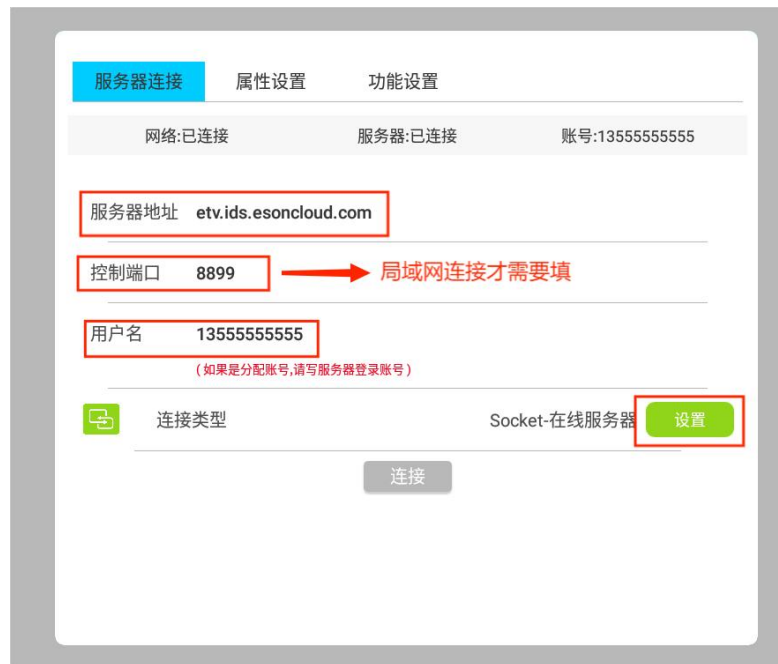 服务器连接 属性设置 功能设置
网络:已连接 服务器:已连接 账号:13555555555
服务器地址 etv.ids.esoncloud.com
控制端口 8899 局域网连接才需要填
用户名 13555555555
(如果是分配账号,请写服务器登录账号)
连接类型 Socket-在线服务器 设置
连接